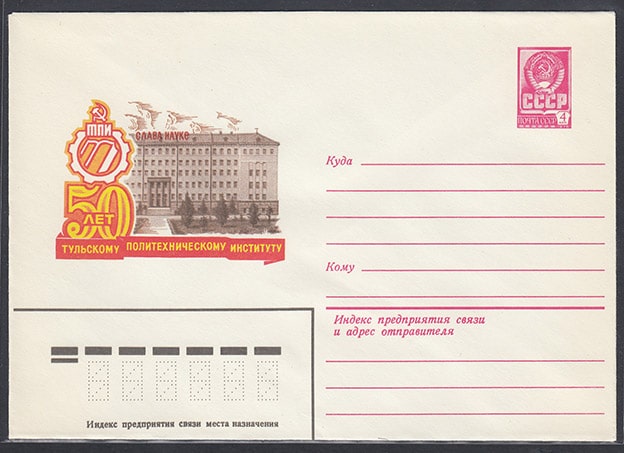 СССР
ПОЧТА СССР 4 к
ТПИ
СЛАВА НАУКЕ
50
ЛЕТ
ТУЛЬСКОМУ ПОЛИТЕХНИЧЕСКОМУ ИНСТИТУТУ
Куда
Кому
Индекс предприятия связи
и адрес отправителя
Индекс предприятия связи места назначения